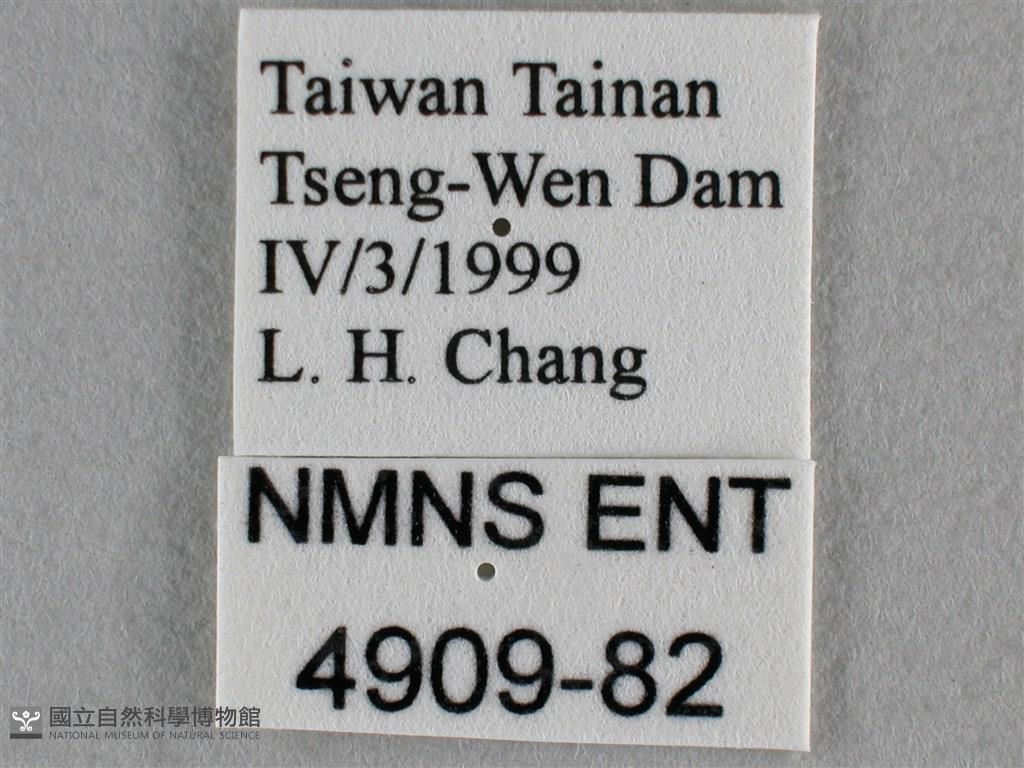 Taiwan Tainan
Tseng-Wen Dam
IV/3/1999
L. H. Chang
NMNS ENT
4909-82
國立自然科學博物館
NATIONAL MUSEUM OF NATURAL SCIENCE